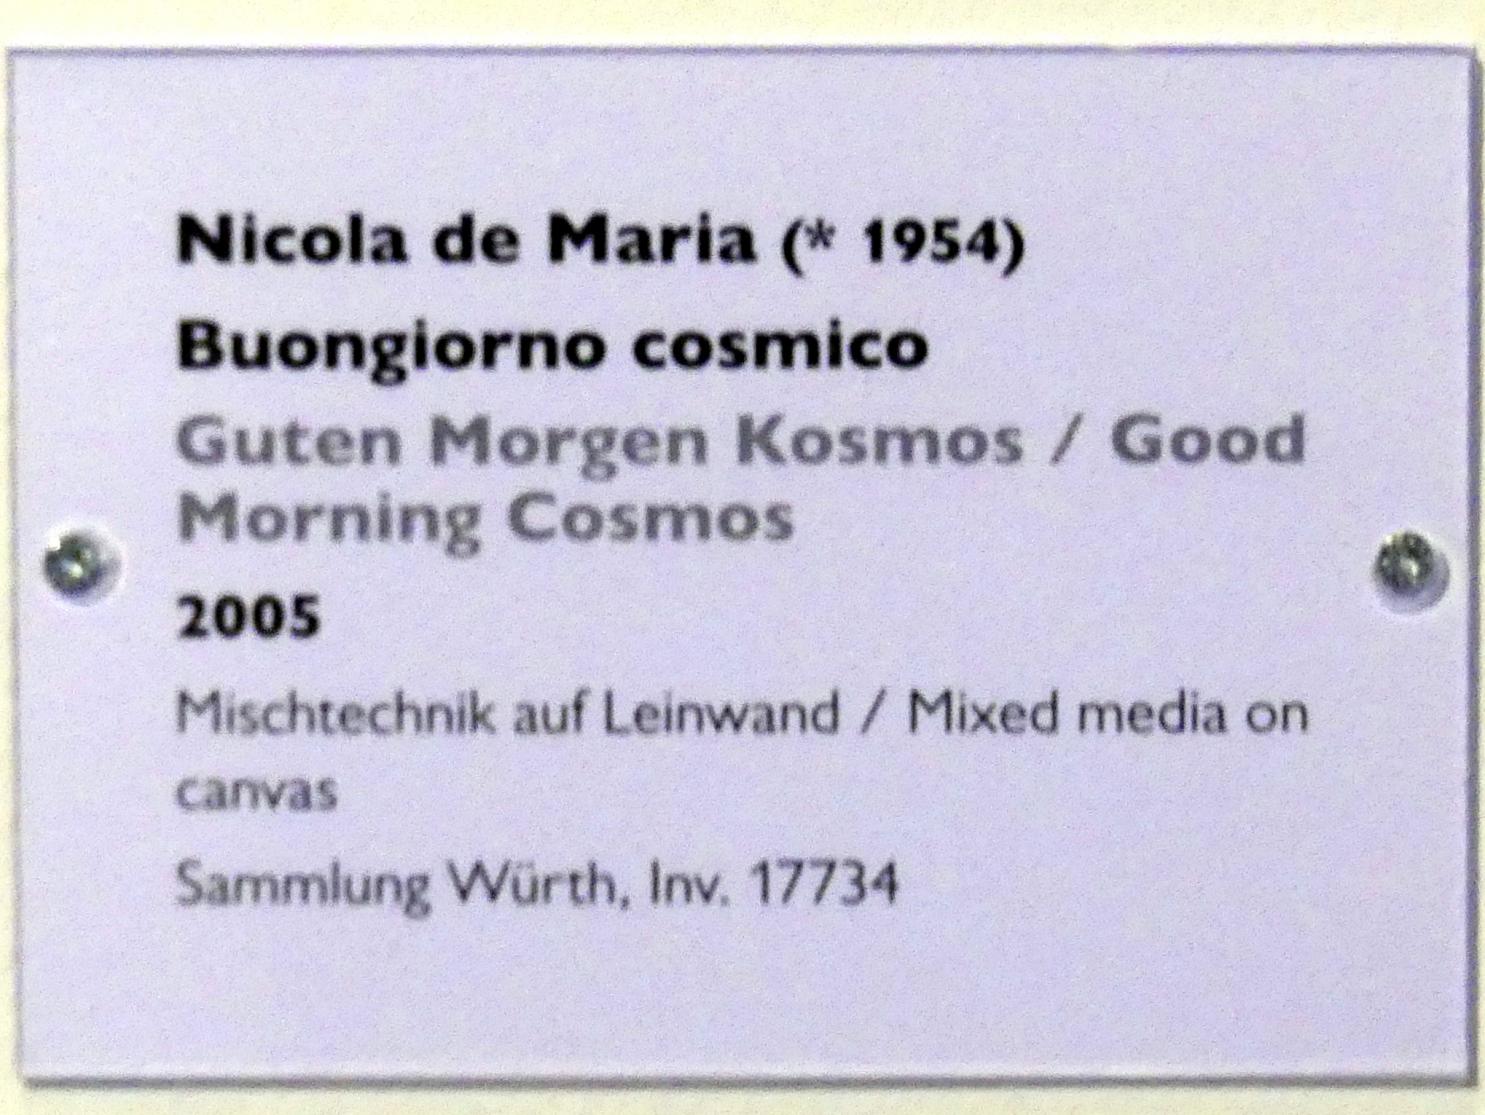 Nicola de Maria (* 1954)
Buongiorno cosmico
Guten Morgen Kosmos / Good
Morning Cosmos
2005
Mischtechnik auf Leinwand / Mixed media on
canvas
Sammlung Würth, Inv. 17734